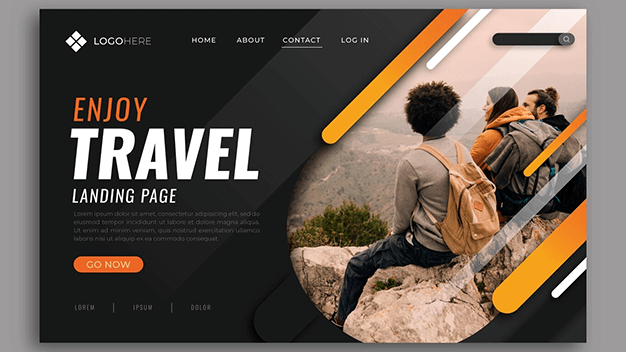 LOGOHERE
HOME ABOUT CONTACT LOG IN
ENJOY
TRAVEL
LANDING PAGE
Lorem ipsum dolor sit amet, consectetur adipiscing elit,
sed do eiusmod tempor incididunt ut labore et dolore.
Ut enim ad minim veniam, quis nostrud exercitation ullamco
laboris nisi ut aliquip ex ea commodo consequat.
GO NOW
LOREM IPSUM DOLOR